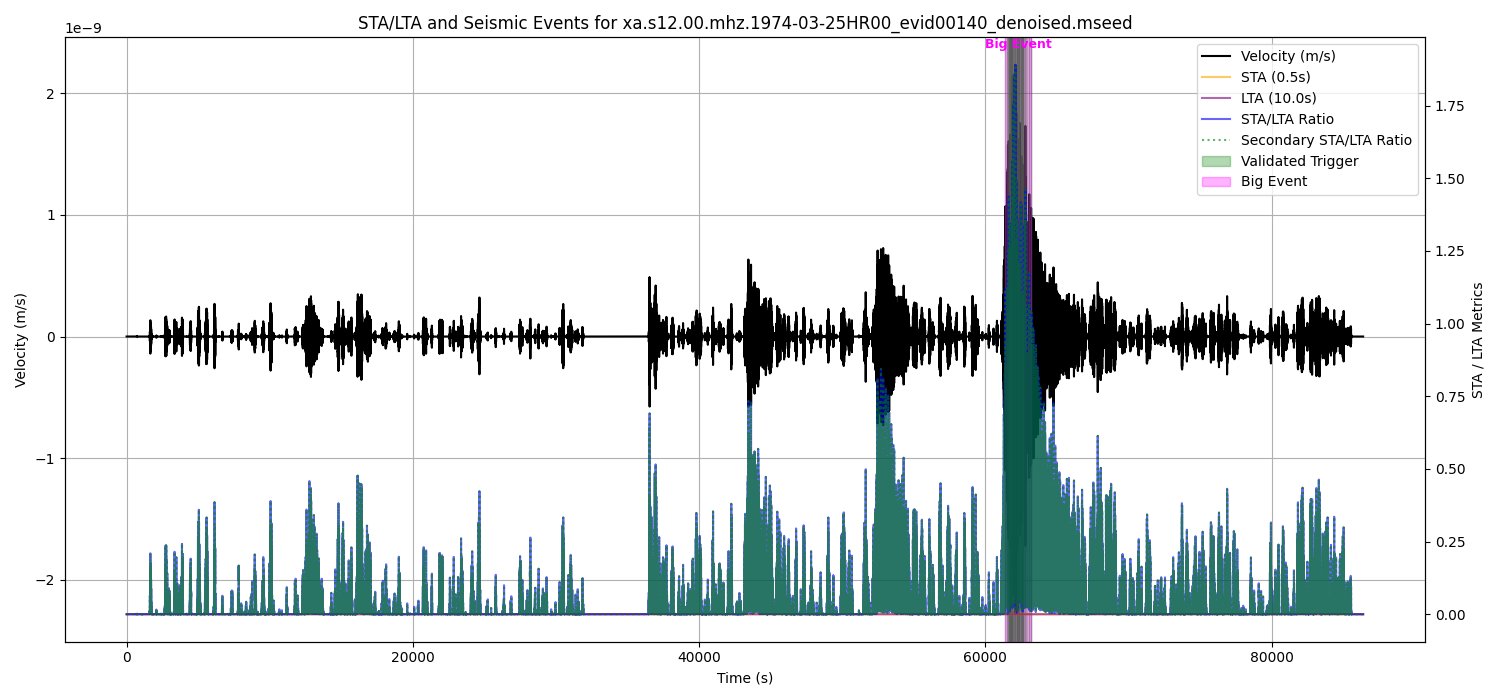 STA/LTA and Seismic Events for xa.s12.00.mhz.1974-03-25HR00_evid00140_denoised.mseed
1e−9
Big Event
Velocity (m/s)
STA (0.5s)
LTA (10.0s)
STA/LTA Ratio
Secondary STA/LTA Ratio
Validated Trigger
Big Event
2
1
0
−1
−2
Velocity (m/s)
1.75
1.50
1.25
1.00
0.75
0.50
0.25
0.00
STA / LTA Metrics
0 20000 40000 60000 80000
Time (s)